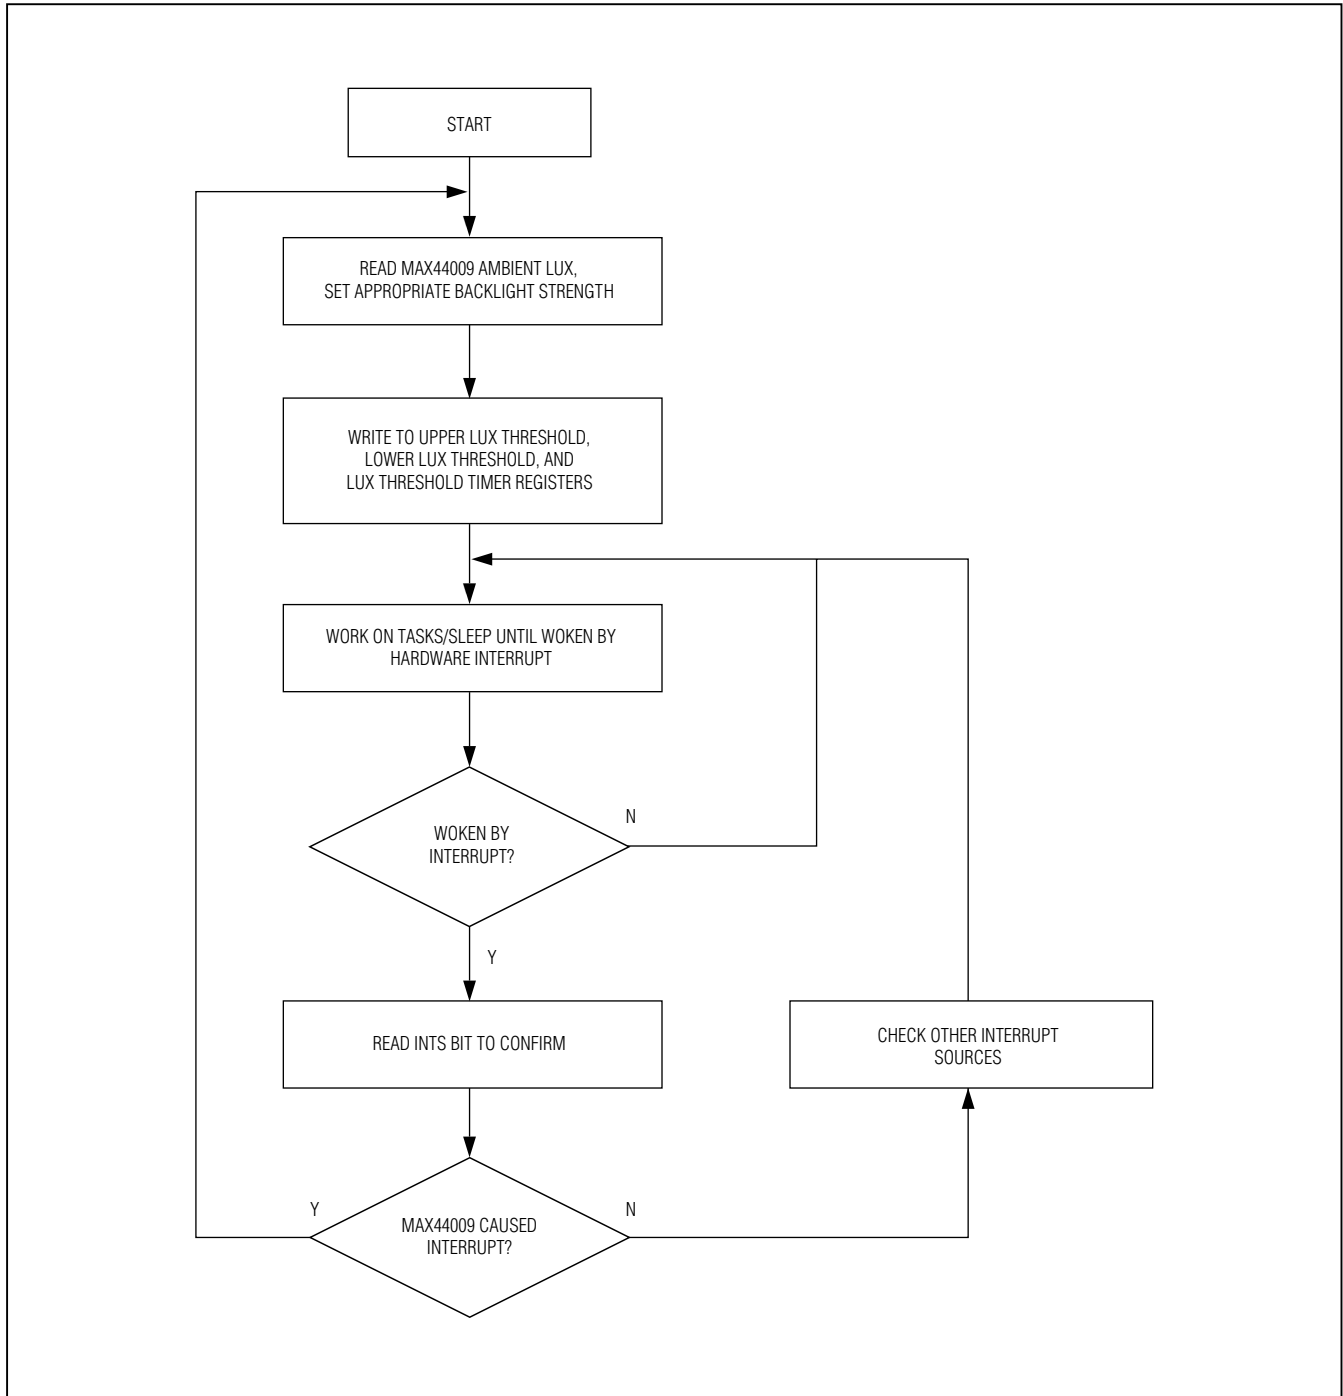 START
READ MAX44009 AMBIENT LUX,
SET APPROPRIATE BACKLIGHT STRENGTH
WRITE TO UPPER LUX THRESHOLD,
LOWER LUX THRESHOLD, AND
LUX THRESHOLD TIMER REGISTERS
WORK ON TASKS/SLEEP UNTIL WOKEN BY
HARDWARE INTERRUPT
WOKEN BY
INTERRUPT?
N
Y
READ INTS BIT TO CONFIRM
CHECK OTHER INTERRUPT
SOURCES
Y
MAX44009 CAUSED
INTERRUPT?
N